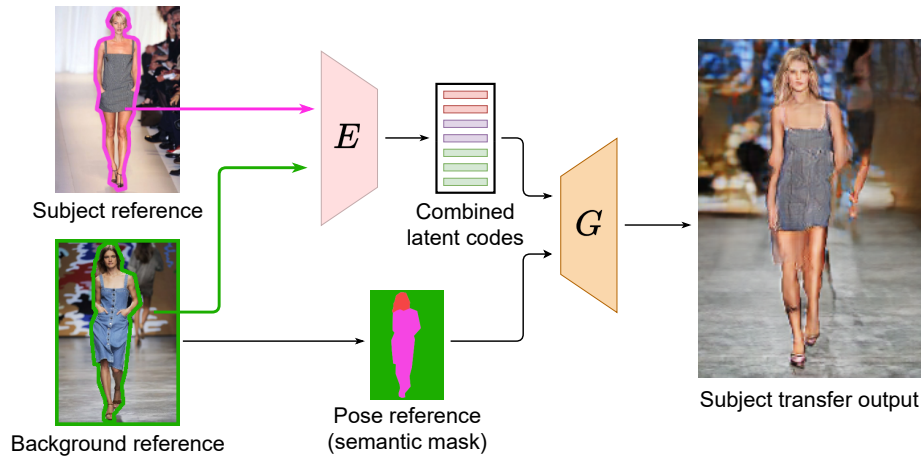 Subject reference
E
Combined
latent codes
G
Background reference
Pose reference
(semantic mask)
Subject transfer output